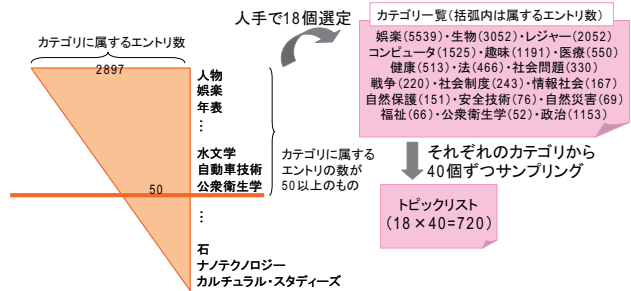 人手で18個選定
カテゴリに属するエントリ数
2897
人物
娯楽
年表
⋮
水文学
自動車技術
公衆衛生学
50
カテゴリに属する
エントリの数が
50以上のもの
⋮
石
ナノテクノロジー
カルチュラル・スタディーズ
カテゴリ一覧(括弧内は属するエントリ数)
娯楽(5539)・生物(3052)・レジャー(2052)
コンピュータ(1525)・趣味(1191)・医療(550)
健康(513)・法(466)・社会問題(330)
戦争(220)・社会制度(243)・情報社会(167)
自然保護(151)・安全技術(76)・自然災害(69)
福祉(66)・公衆衛生学(52)・政治(1153)
それぞれのカテゴリから
40個ずつサンプリング
トピックリスト
(18×40=720)